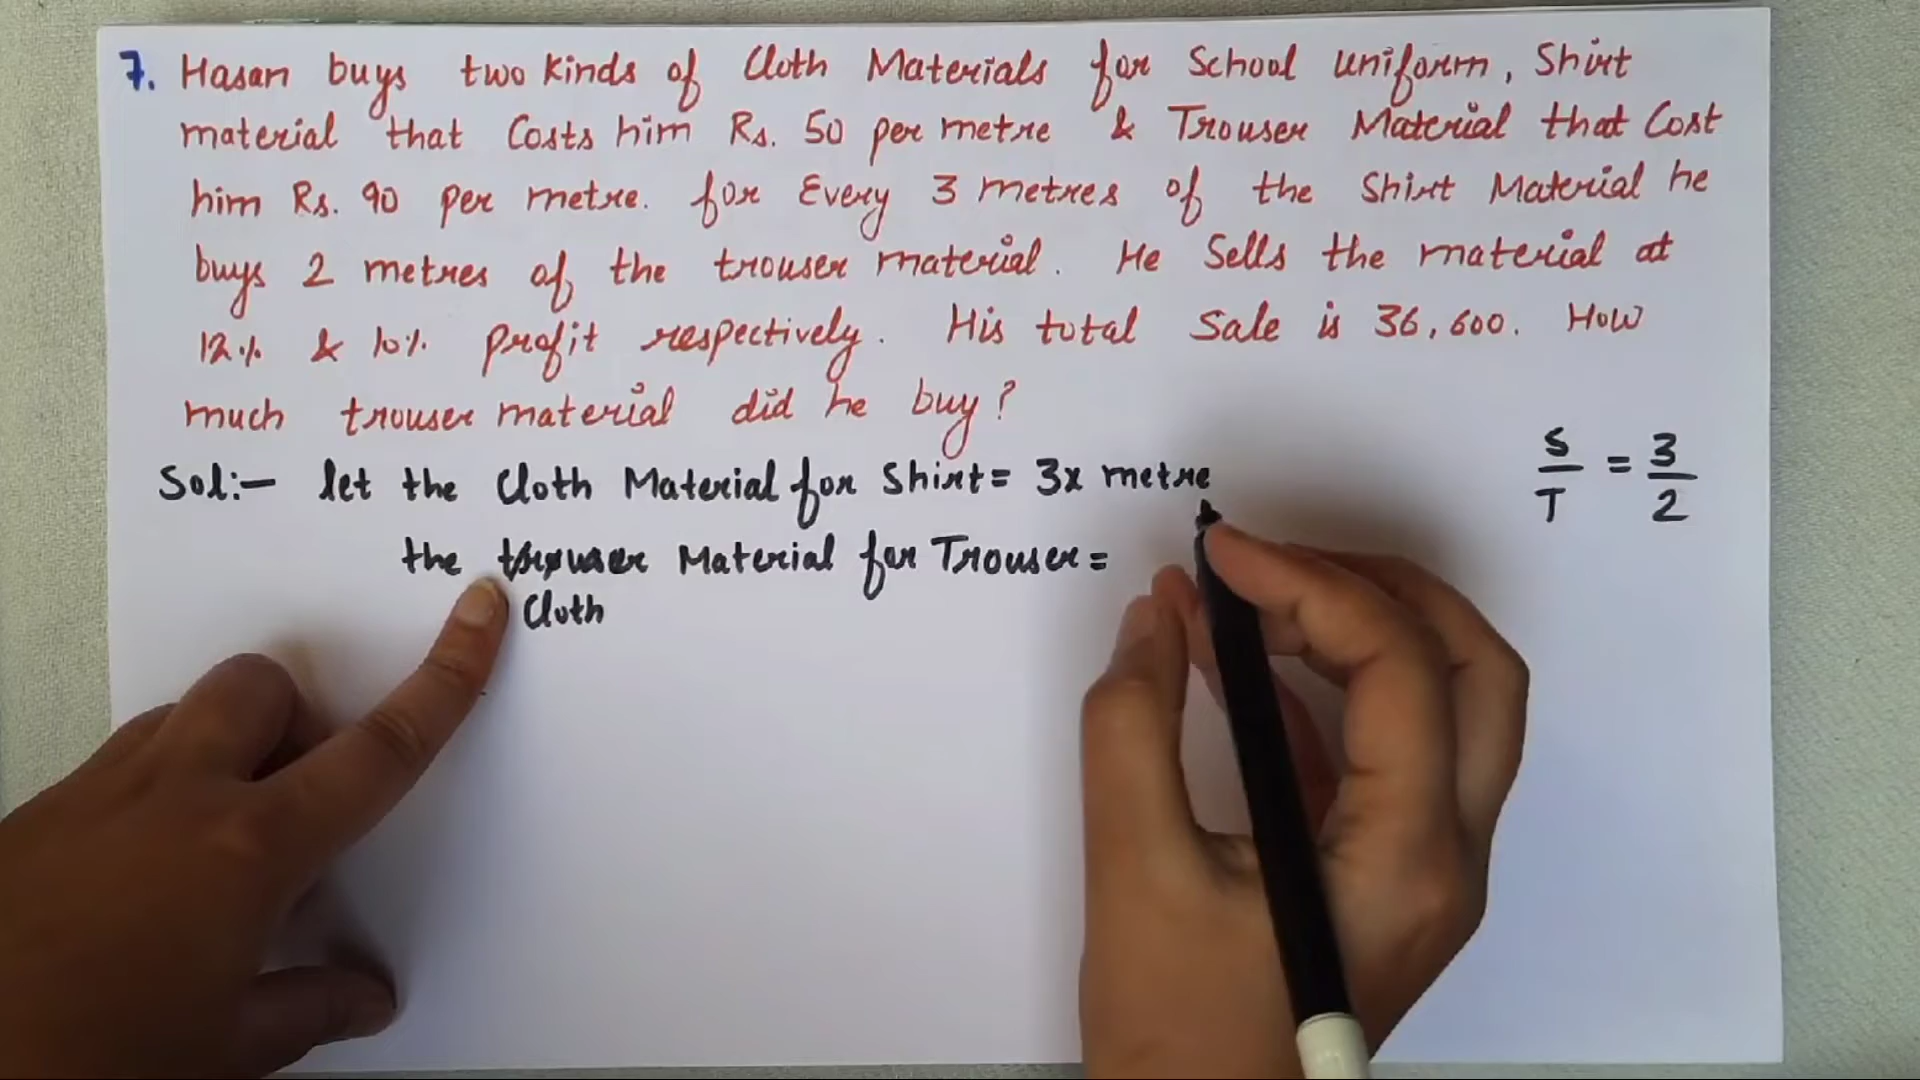 7. Hasan buys two kinds of Cloth Materials for School uniform, Shirt
material that Costs him Rs. 50 per metre & Trouser Material that Cost
him Rs. 90 per metre. for Every 3 metres of the Shirt Material he
buys 2 metres of the trouser material. He Sells the material at
12% & 10% profit respectively. His total Sale is 36,600. How
much trouser material did he buy?
Sol:- let the Cloth Material for Shirt = 3x metre
the Material for Trouser =
Cloth
S/T = 3/2